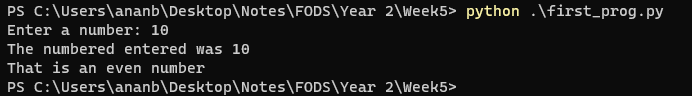 PS C:\Users\ananb\Desktop\Notes\FODS\Year 2\Week5> python .\first_prog.py
Enter a number: 10
The numbered entered was 10
That is an even number
PS C:\Users\ananb\Desktop\Notes\FODS\Year 2\Week5>